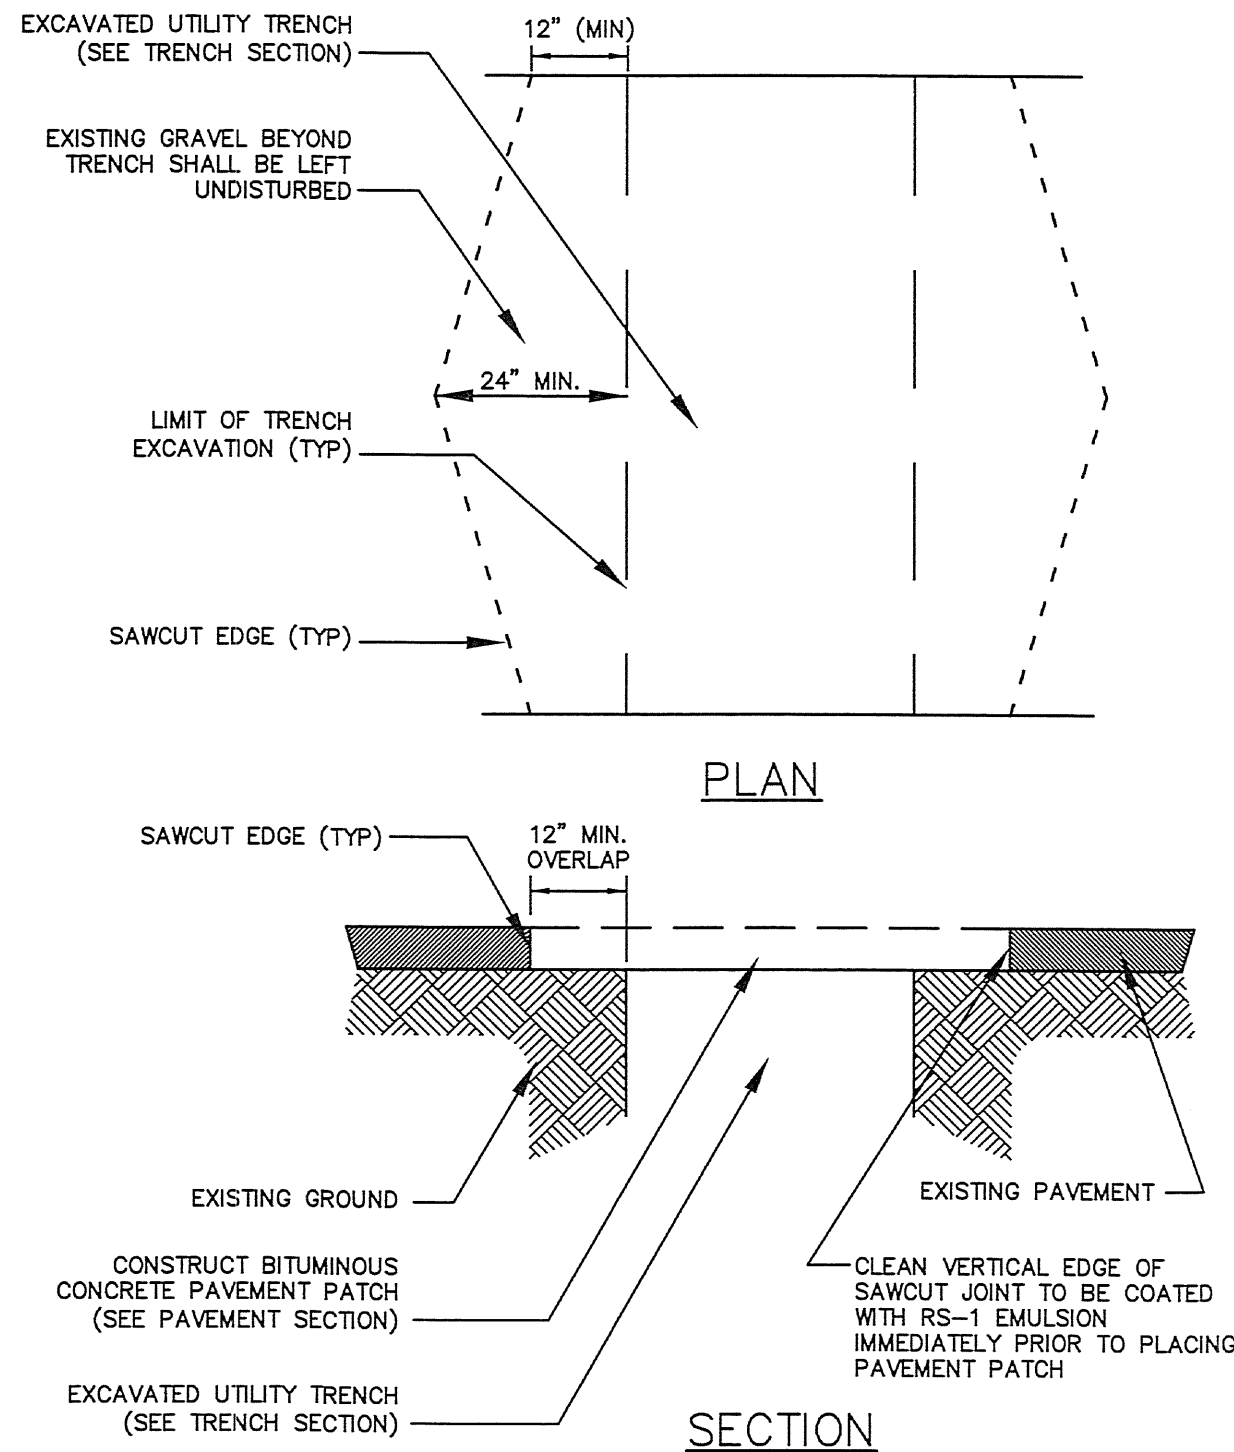 EXCAVATED UTILITY TRENCH
(SEE TRENCH SECTION)
12" (MIN)
EXISTING GRAVEL BEYOND
TRENCH SHALL BE LEFT
UNDISTURBED
24" MIN.
LIMIT OF TRENCH
EXCAVATION (TYP)
SAWCUT EDGE (TYP)
PLAN
SAWCUT EDGE (TYP)
12" MIN.
OVERLAP
EXISTING GROUND
EXISTING PAVEMENT
CONSTRUCT BITUMINOUS
CONCRETE PAVEMENT PATCH
(SEE PAVEMENT SECTION)
CLEAN VERTICAL EDGE OF
SAWCUT JOINT TO BE COATED
WITH RS-1 EMULSION
IMMEDIATELY PRIOR TO PLACING
PAVEMENT PATCH
EXCAVATED UTILITY TRENCH
(SEE TRENCH SECTION)
SECTION